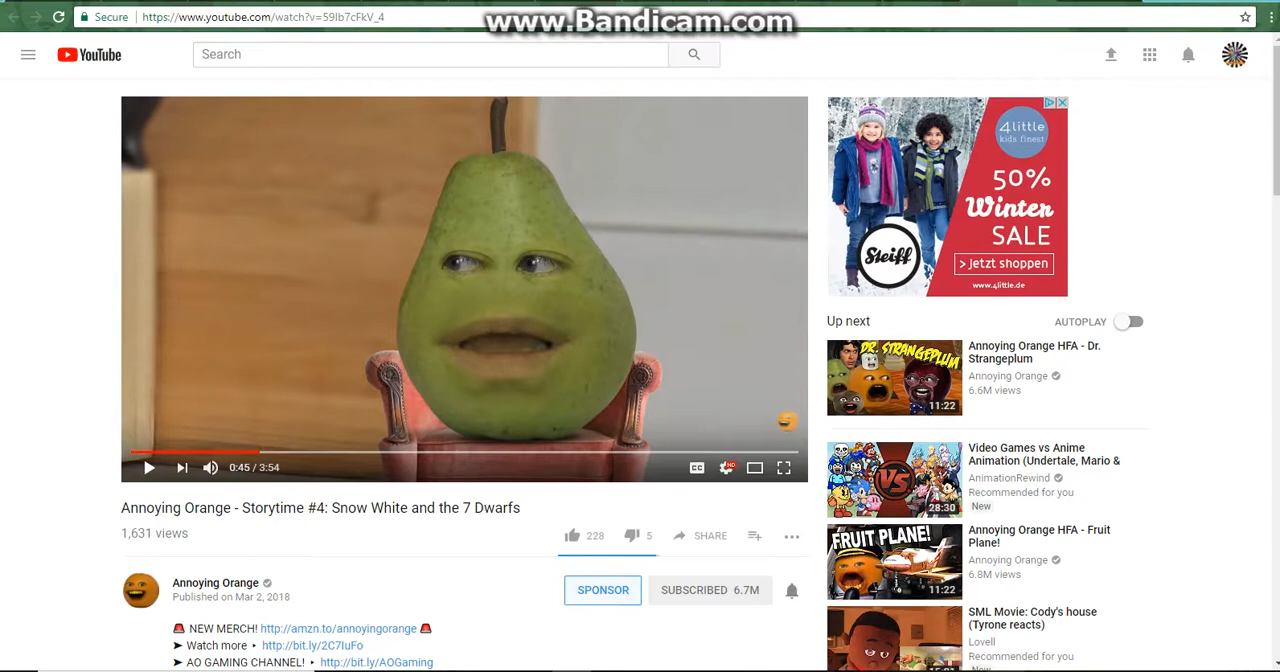 www.Bandicam.com
Secure
https://www.youtube.com/watch?v=59Ib7cFkV_4
YouTube
Search
0:45 / 3:54
CC
HD
Annoying Orange - Storytime #4: Snow White and the 7 Dwarfs
1,631 views
228
5
SHARE
Annoying Orange
Published on Mar 2, 2018
SPONSOR
SUBSCRIBED 6.7M
NEW MERCH! http://amzn.to/annoyingorange
➤ Watch more ‣ http://bit.ly/2C7IuFo
➤ AO GAMING CHANNEL! ‣ http://bit.ly/AOGaming
4little
kids finest
50%
Winter
SALE
Steiff
> Jetzt shoppen
www.4little.de
Up next
AUTOPLAY
DR. STRANGEPLUM
11:22
Annoying Orange HFA - Dr.
Strangeplum
Annoying Orange
6.6M views
VS
28:30
Video Games vs Anime
Animation (Undertale, Mario &
AnimationRewind
Recommended for you
New
FRUIT PLANE!
11:22
Annoying Orange HFA - Fruit
Plane!
Annoying Orange
6.8M views
SML Movie: Cody's house
(Tyrone reacts)
Lovell
Recommended for you